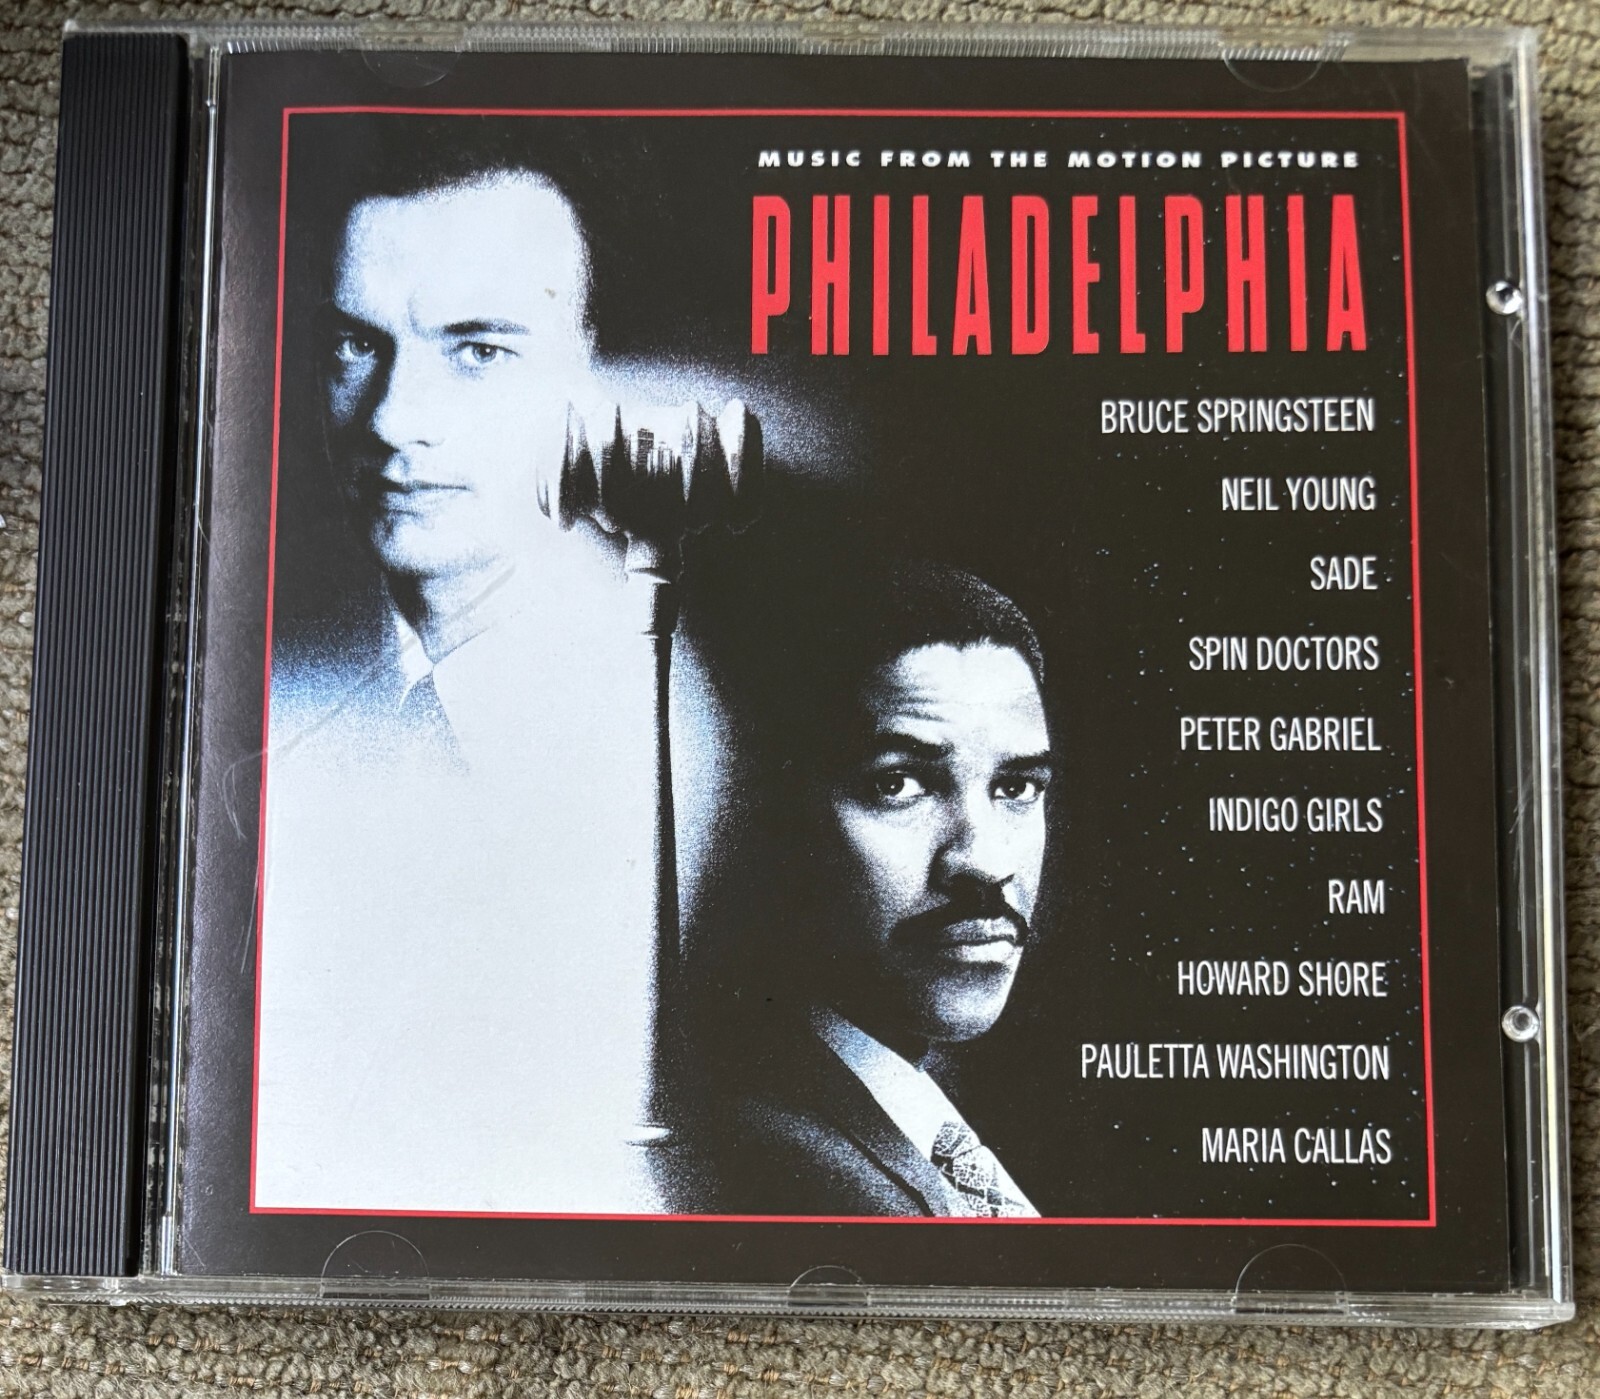 MUSIC FROM THE MOTION PICTURE
PHILADELPHIA
BRUCE SPRINGSTEEN
NEIL YOUNG
SADE
SPIN DOCTORS
PETER GABRIEL
INDIGO GIRLS
RAM
HOWARD SHORE
PAULETTA WASHINGTON
MARIA CALLAS